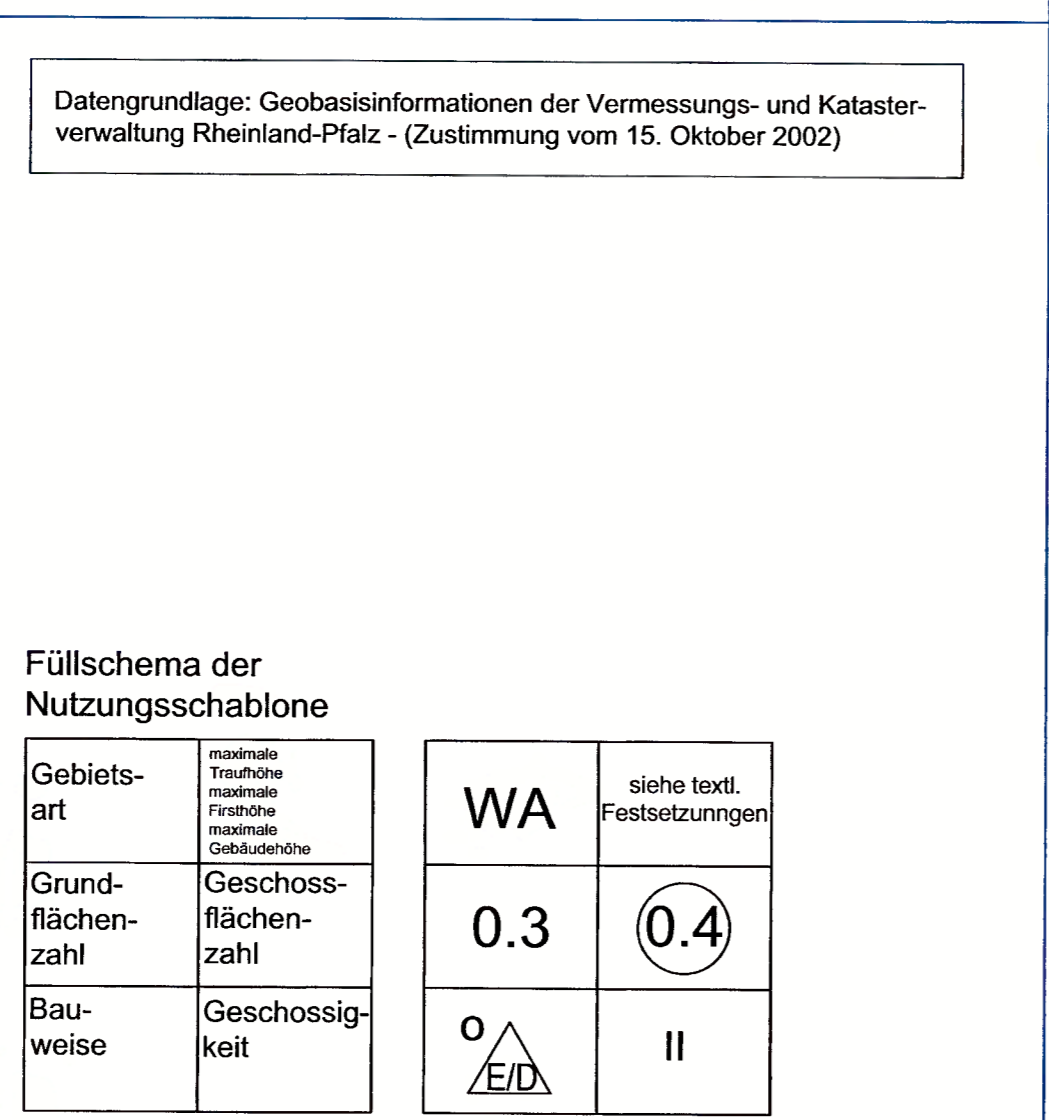 Datengrundlage: Geobasisinformationen der Vermessungs- und Kataster-
verwaltung Rheinland-Pfalz - (Zustimmung vom 15. Oktober 2002)
Füllschema der
Nutzungsschablone
Gebiets-
art
maximale
Traufhöhe
maximale
Firsthöhe
maximale
Gebäudehöhe
Grund-
flächen-
zahl
Geschoss-
flächen-
zahl
Bau-
weise
Geschossig-
keit
WA
siehe textl.
Festsetzunngen
0.3
0.4
o
E/D
II